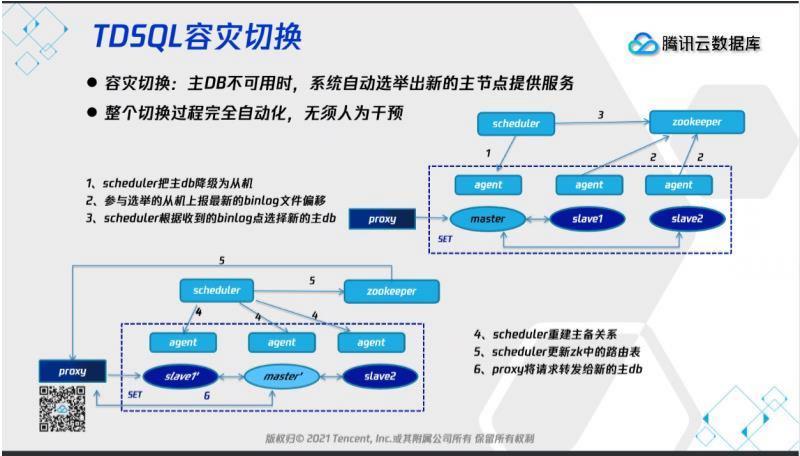 TDSQL容灾切换
腾讯云数据库
● 容灾切换：主DB不可用时，系统自动选举出新的主节点提供服务
● 整个切换过程完全自动化，无须人为干预
scheduler
3
zookeeper
1
2
2
agent
agent
agent
1、scheduler把主db降级为从机
2、参与选举的从机上报最新的binlog文件偏移
3、scheduler根据收到的binlog点选择新的主db
proxy
master
slave1
slave2
SET
5
scheduler
5
zookeeper
4
4
4
agent
agent
agent
4、scheduler重建主备关系
5、scheduler更新zk中的路由表
6、proxy将请求转发给新的主db
proxy
slave1'
master'
slave2
SET
6
版权归© 2021 Tencent, Inc.或其附属公司所有 保留所有权利